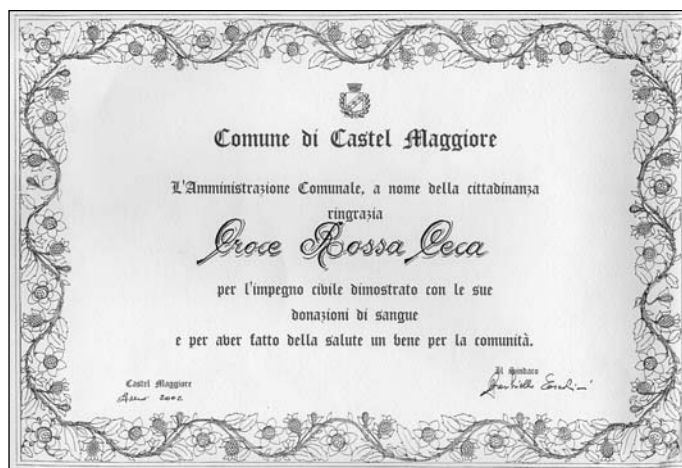 Comune di Castel Maggiore
L'Amministrazione Comunale, a nome della cittadinanza
ringrazia
Croce Rossa Ceca
per l'impegno civile dimostrato con le sue
donazioni di sangue
e per aver fatto della salute un bene per la comunità.
Castel Maggiore
2002
Il Sindaco